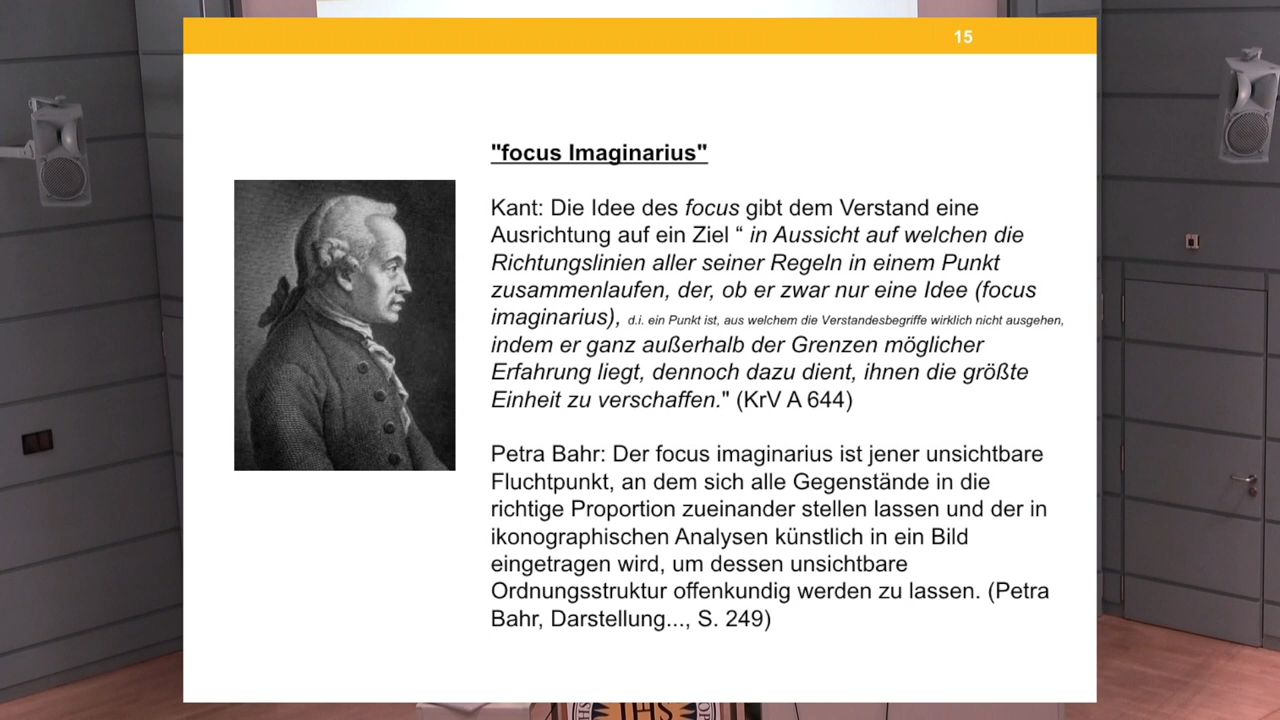 15
"focus Imaginarius"
Kant: Die Idee des focus gibt dem Verstand eine
Ausrichtung auf ein Ziel “ in Aussicht auf welchen die
Richtungslinien aller seiner Regeln in einem Punkt
zusammenlaufen, der, ob er zwar nur eine Idee (focus
imaginarius), d.i. ein Punkt ist, aus welchem die Verstandesbegriffe wirklich nicht ausgehen,
indem er ganz außerhalb der Grenzen möglicher
Erfahrung liegt, dennoch dazu dient, ihnen die größte
Einheit zu verschaffen." (KrV A 644)
Petra Bahr: Der focus imaginarius ist jener unsichtbare
Fluchtpunkt, an dem sich alle Gegenstände in die
richtige Proportion zueinander stellen lassen und der in
ikonographischen Analysen künstlich in ein Bild
eingetragen wird, um dessen unsichtbare
Ordnungsstruktur offenkundig werden zu lassen. (Petra
Bahr, Darstellung..., S. 249)
IHS